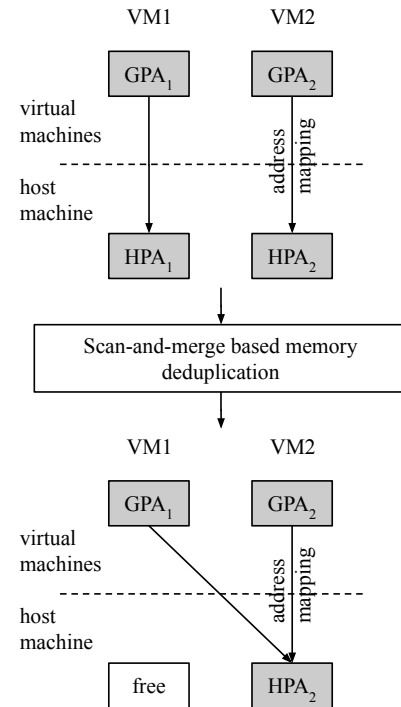 VM1 VM2
GPA₁ GPA₂
virtual
machines
address
mapping
host
machine
HPA₁ HPA₂
Scan-and-merge based memory
deduplication
VM1 VM2
GPA₁ GPA₂
virtual
machines
address
mapping
host
machine
free HPA₂